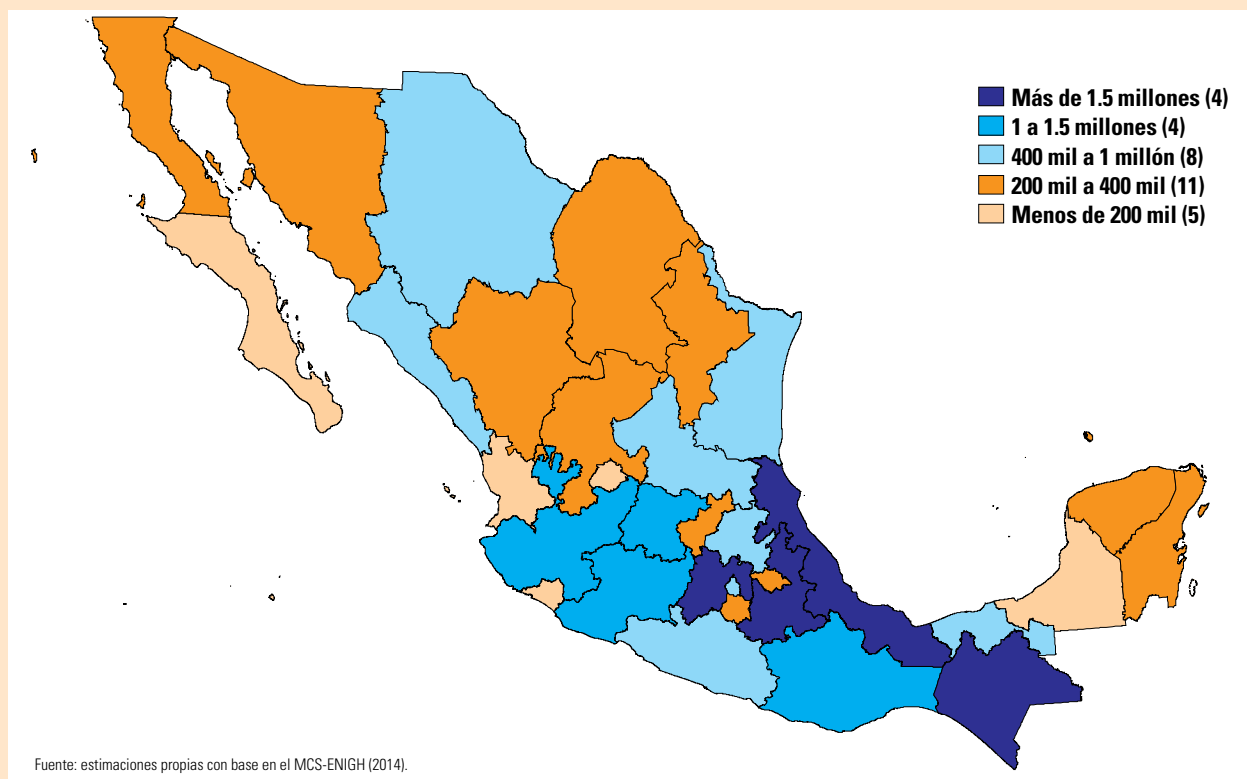 Más de 1.5 millones (4)
1 a 1.5 millones (4)
400 mil a 1 millón (8)
200 mil a 400 mil (11)
Menos de 200 mil (5)
Fuente: estimaciones propias con base en el MCS-ENIGH (2014).